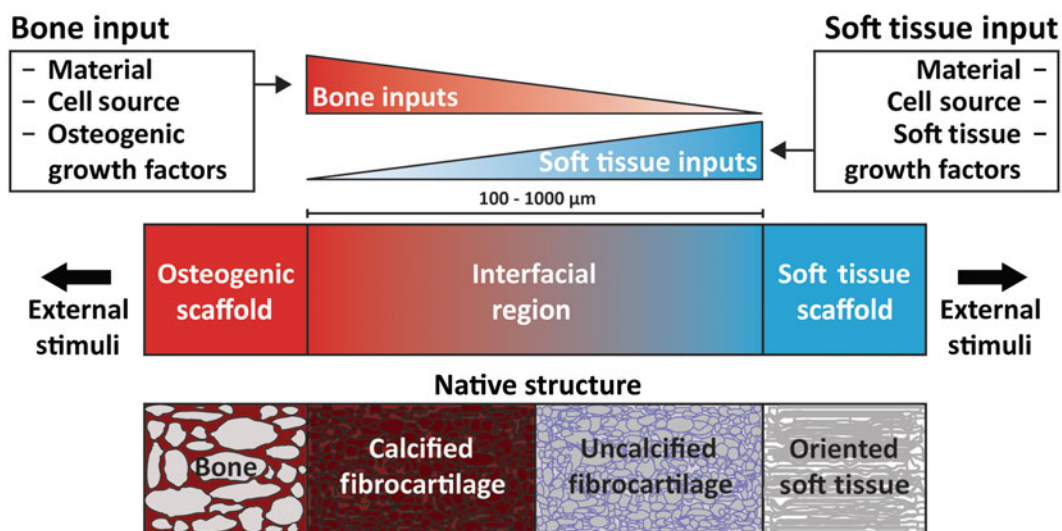 Bone input
– Material
– Cell source
– Osteogenic
growth factors
Bone inputs
Soft tissue inputs
Soft tissue input
Material –
Cell source –
Soft tissue –
growth factors
100 - 1000 µm
External
stimuli
Osteogenic
scaffold
Interfacial
region
Soft tissue
scaffold
External
stimuli
Native structure
Bone
Calcified
fibrocartilage
Uncalcified
fibrocartilage
Oriented
soft tissue